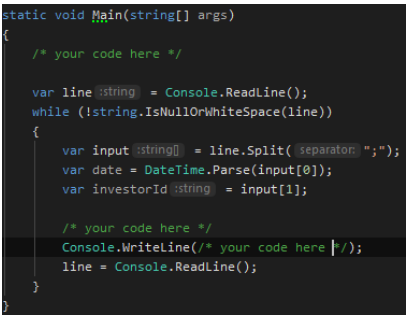 static void Main(string[] args)
{
/* your code here */
var line :string = Console.ReadLine();
while (!string.IsNullOrWhiteSpace(line))
{
var input :string[] = line.Split( separator: ";");
var date = DateTime.Parse(input[0]);
var investorId :string = input[1];
/* your code here */
Console.WriteLine(/* your code here */);
line = Console.ReadLine();
}
}